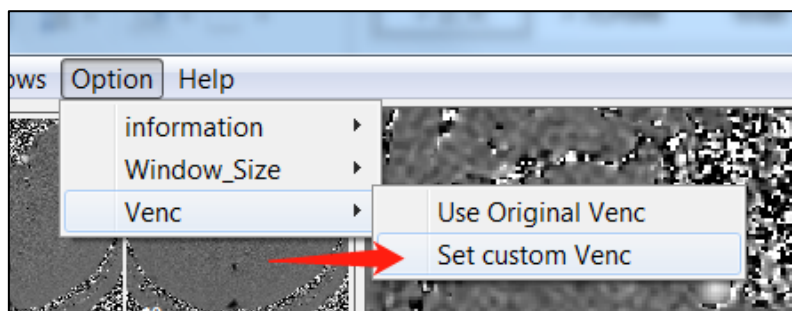 ows Option Help
information
Window_Size
Venc
Use Original Venc
Set custom Venc